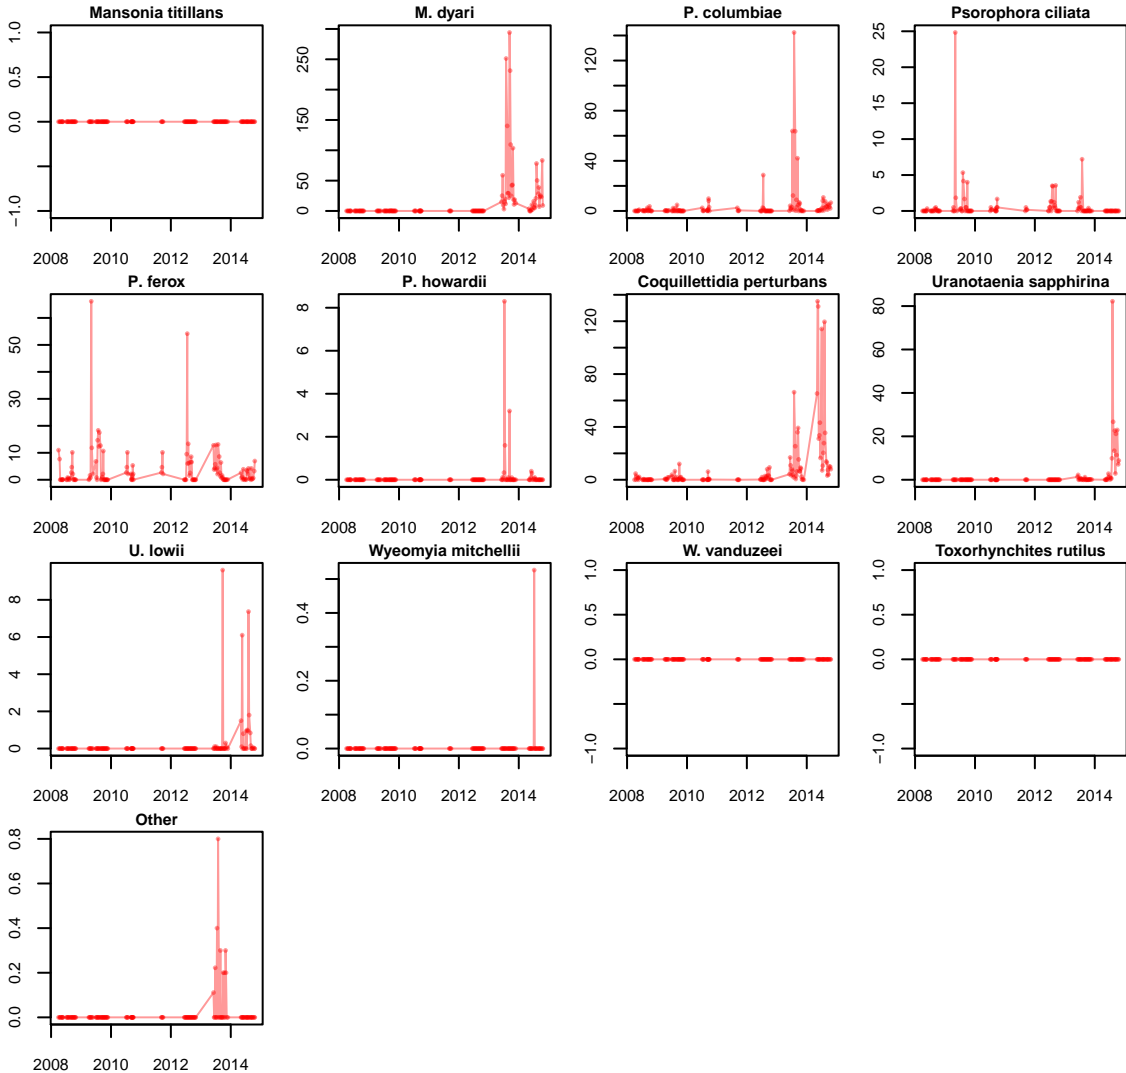 Mansonia titillans M. dyari P. columbiae Psorophora ciliata
1.0 0.5 0.0 −1.0
250 150 50 0
120 80 40 0
25 20 15 10 5 0
2008 2010 2012 2014 2008 2010 2012 2014 2008 2010 2012 2014 2008 2010 2012 2014
P. ferox P. howardii Coquillettidia perturbans Uranotaenia sapphirina
50 30 10 0
8 6 4 2 0
120 80 40 0
80 60 40 20 0
2008 2010 2012 2014 2008 2010 2012 2014 2008 2010 2012 2014 2008 2010 2012 2014
U. lowii Wyeomyia mitchellii W. vanduzeei Toxorhynchites rutilus
8 6 4 2 0
0.4 0.2 0.0
1.0 0.5 0.0 −1.0
1.0 0.5 0.0 −1.0
2008 2010 2012 2014 2008 2010 2012 2014 2008 2010 2012 2014 2008 2010 2012 2014
Other
0.8 0.6 0.4 0.2 0.0
2008 2010 2012 2014